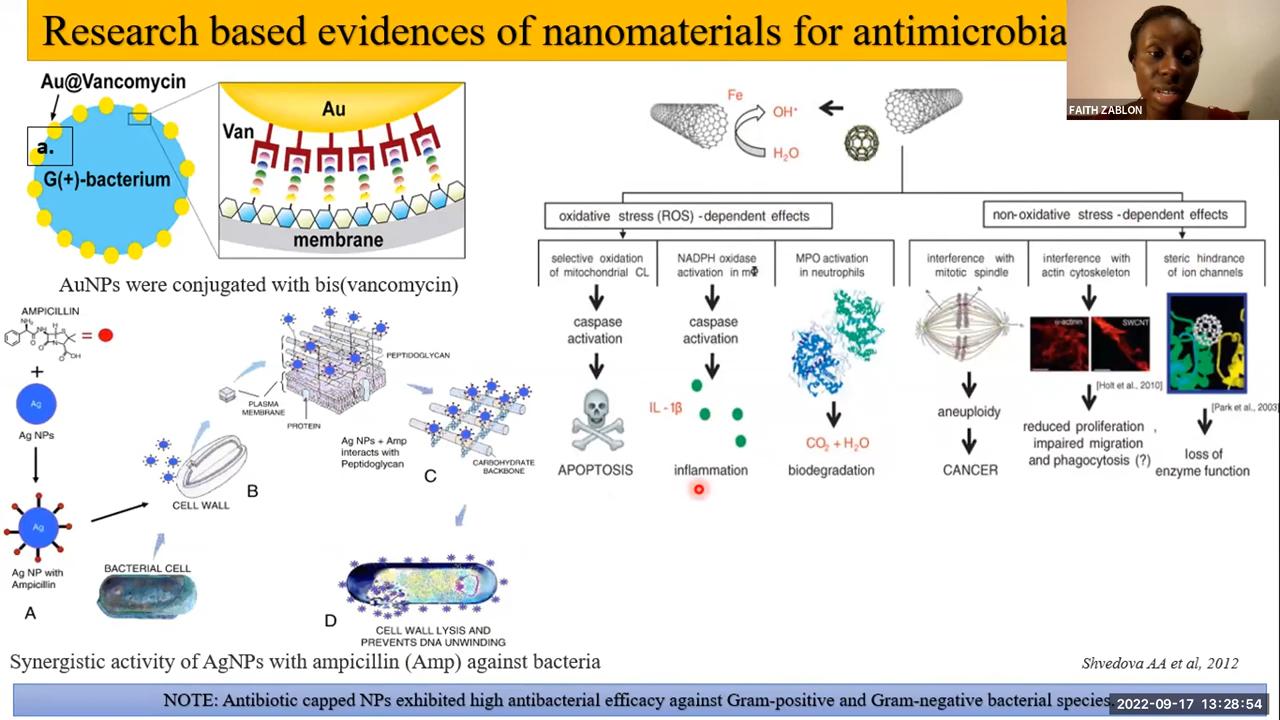 Research based evidences of nanomaterials for antimicrobia
FAITH ZABLON
Au@Vancomycin
a.
G(+)-bacterium
Au
Van
membrane
AuNPs were conjugated with bis(vancomycin)
AMPICILLIN
=
+
Ag
Ag NPs
Ag
Ag NP with
Ampicillin
A
BACTERIAL CELL
CELL WALL
B
PLASMA
MEMBRANE
PROTEIN
PEPTIDOGLYCAN
Ag NPs + Amp
interacts with
Peptidoglycan
C
CARBOHYDRATE
BACKBONE
D
CELL WALL LYSIS AND
PREVENTS DNA UNWINDING
Synergistic activity of AgNPs with ampicillin (Amp) against bacteria
Fe
OH•
H₂O
oxidative stress (ROS) -dependent effects
non-oxidative stress -dependent effects
selective oxidation
of mitochondrial CL
caspase
activation
APOPTOSIS
NADPH oxidase
activation in mΦ
caspase
activation
IL - 1β
inflammation
MPO activation
in neutrophils
CO₂ + H₂O
biodegradation
interference with
mitotic spindle
aneuploidy
CANCER
interference with
actin cytoskeleton
α-actinin
SWCNT
[Holt et al., 2010]
reduced proliferation ,
impaired migration
and phagocytosis (?)
steric hindrance
of ion channels
[Park et al., 2003]
loss of
enzyme function
Shvedova AA et al, 2012
NOTE: Antibiotic capped NPs exhibited high antibacterial efficacy against Gram-positive and Gram-negative bacterial species.
2022-09-17 13:28:54